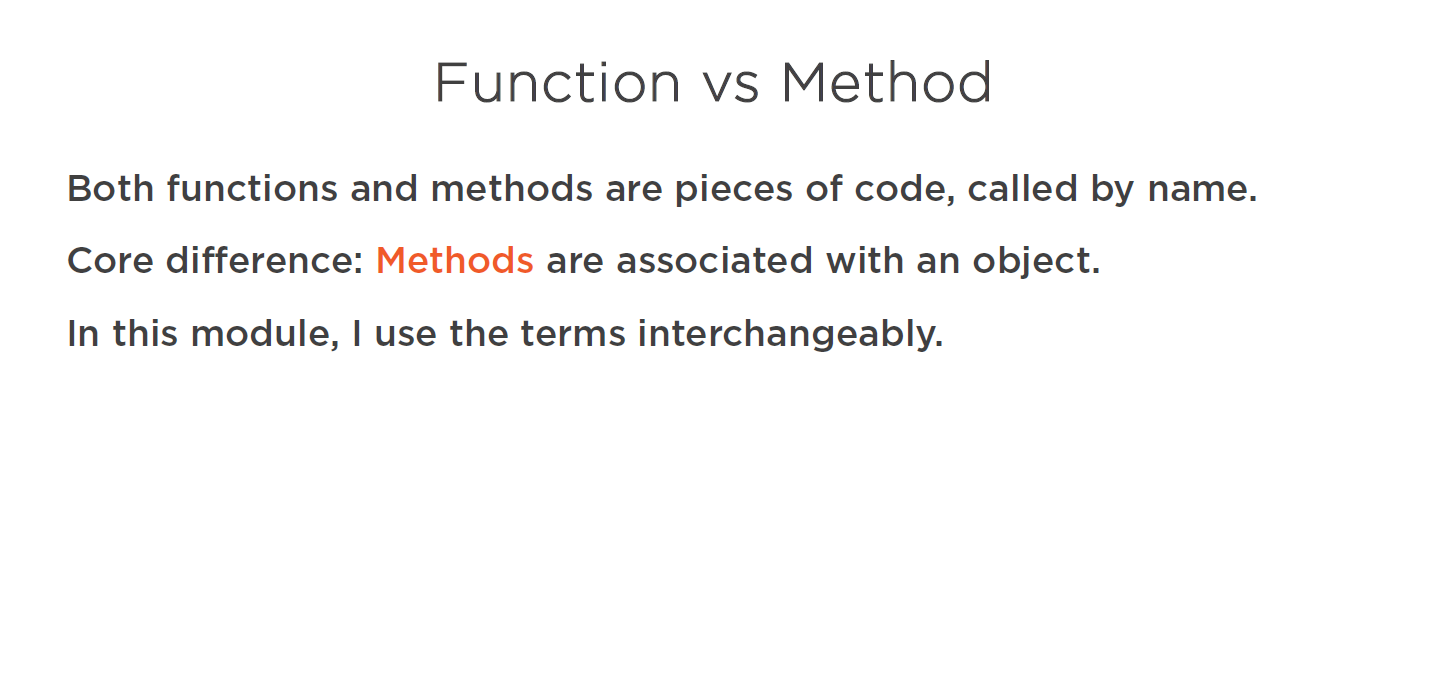 Function vs Method
Both functions and methods are pieces of code, called by name.
Core difference: Methods are associated with an object.
In this module, I use the terms interchangeably.